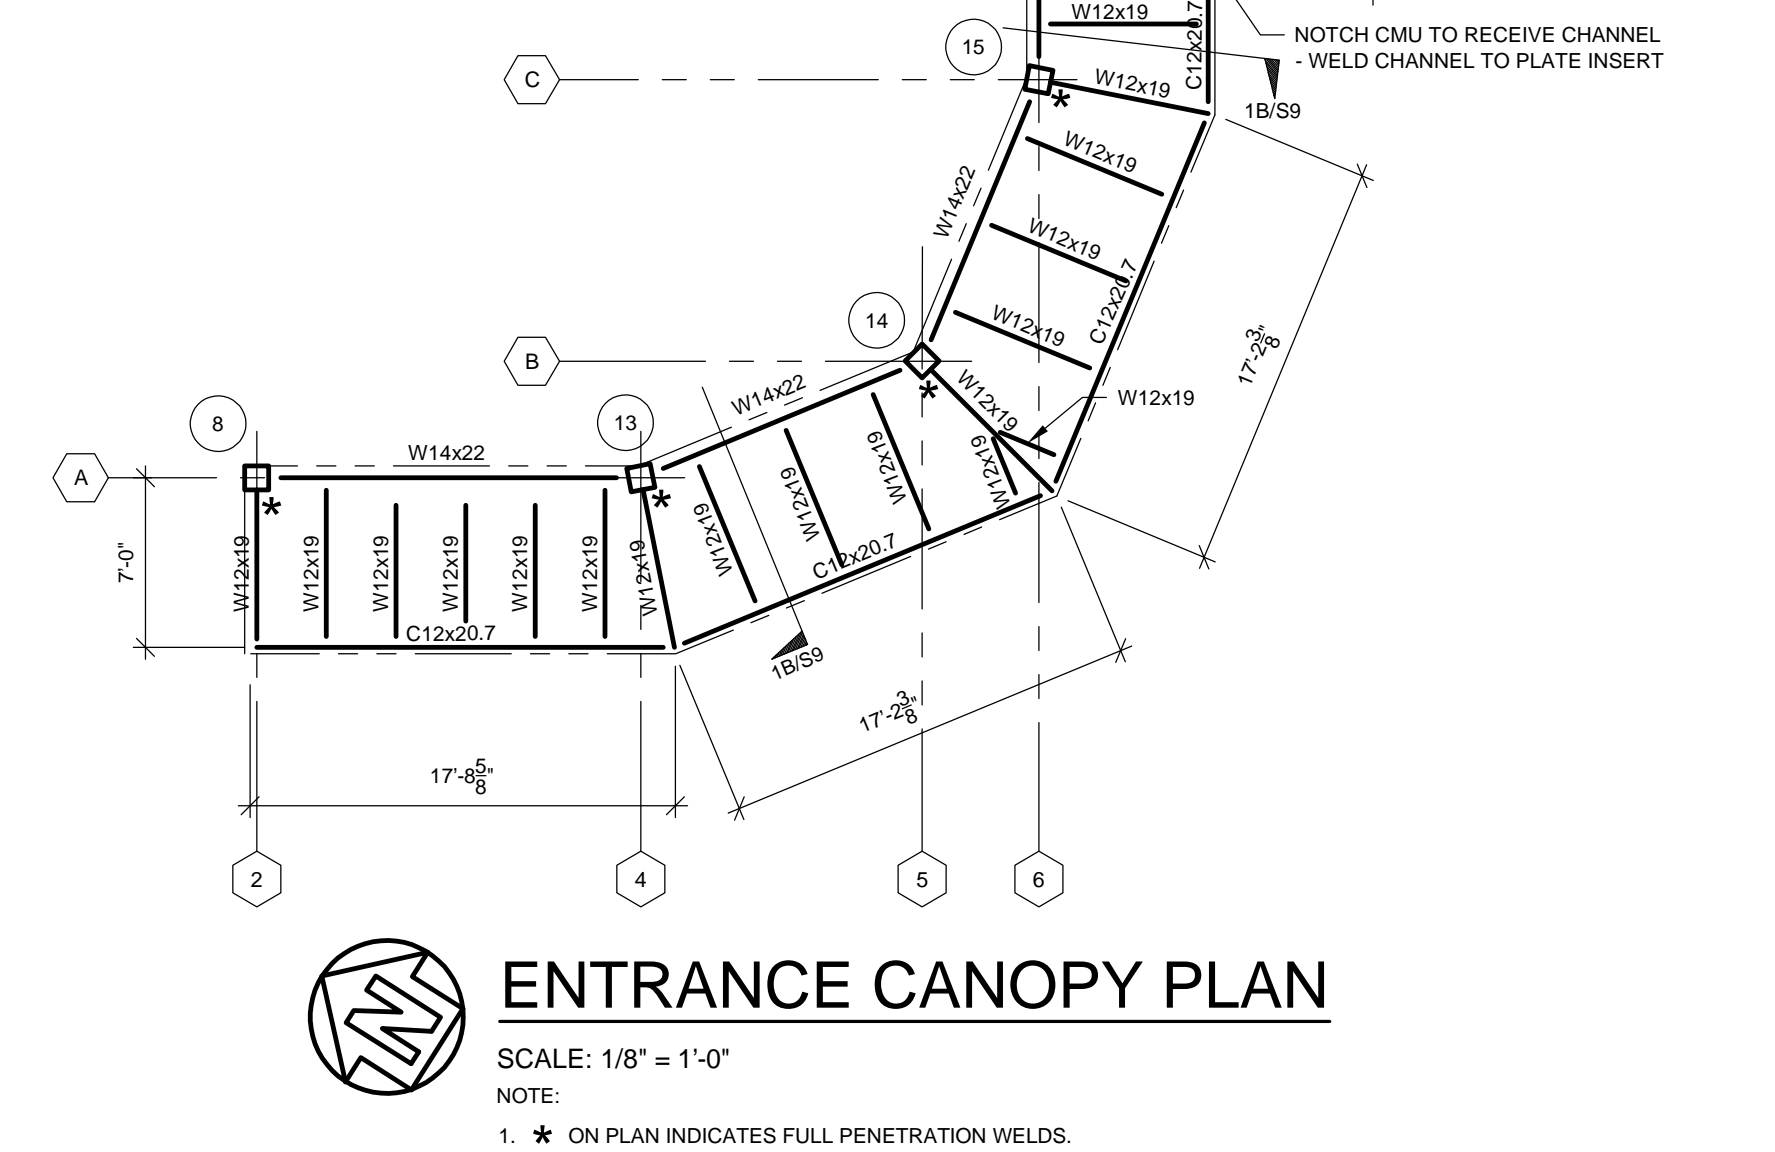 W12x19
C12x20.7
15
NOTCH CMU TO RECEIVE CHANNEL
- WELD CHANNEL TO PLATE INSERT
C
*
W12x19
1B/S9
W12x19
W14x22
W12x19
C12x20.7
W12x19
17'-2 3/8"
14
B
*
W12x19
W12x19
W14x22
8
13
A
W14x22
*
*
7'-0"
W12x19
W12x19
W12x19
W12x19
W12x19
W12x19
W12x19
W12x19
W12x19
W12x19
W12x19
C12x20.7
C12x20.7
1B/S9
17'-2 3/8"
17'-8 5/8"
2
4
5
6
N
ENTRANCE CANOPY PLAN
SCALE: 1/8" = 1'-0"
NOTE:
1. * ON PLAN INDICATES FULL PENETRATION WELDS.